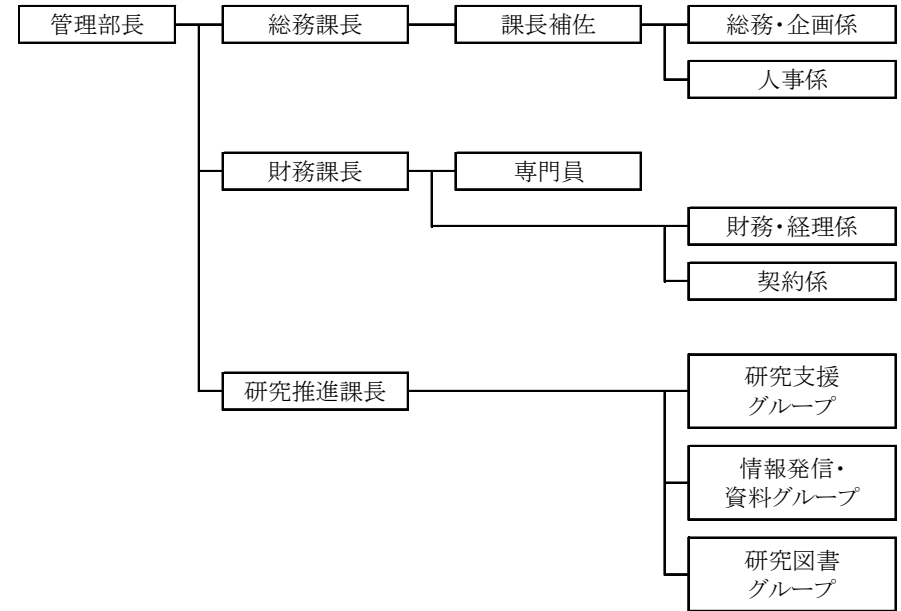 管理部長
総務課長
課長補佐
総務・企画係
人事係
財務課長
専門員
財務・経理係
契約係
研究推進課長
研究支援
グループ
情報発信・
資料グループ
研究図書
グループ